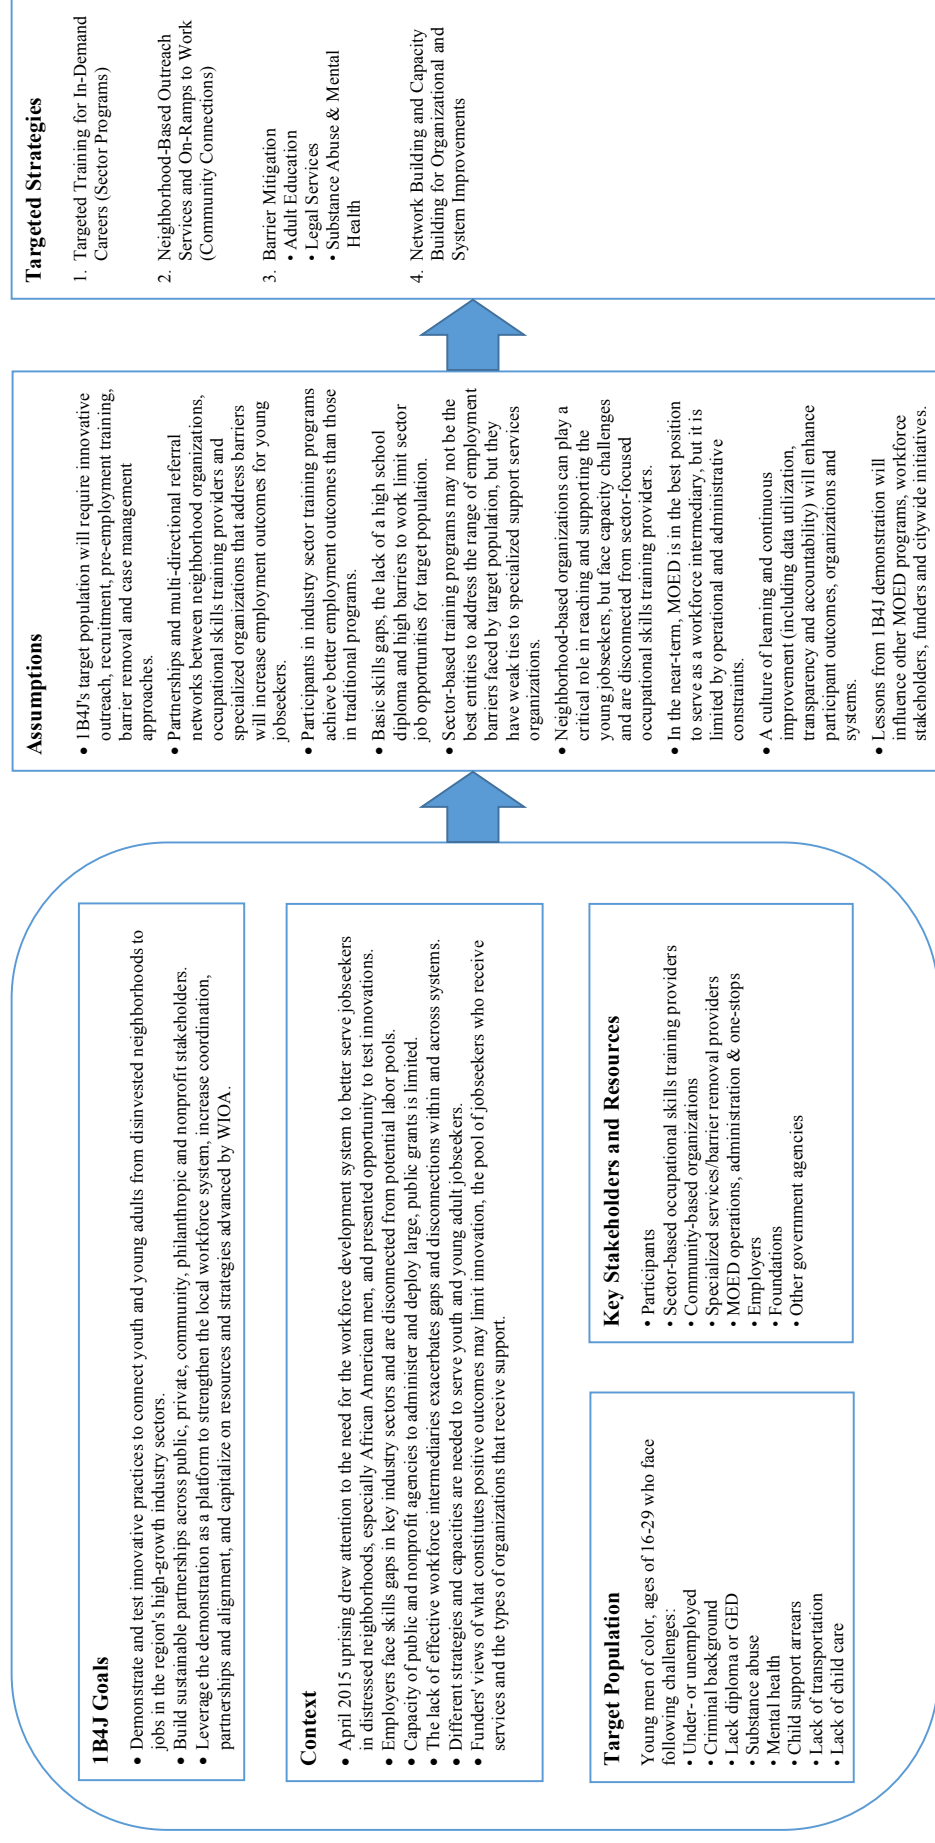 1B4J Goals
• Demonstrate and test innovative practices to connect youth and young adults from disinvested neighborhoods to
jobs in the region's high-growth industry sectors.
• Build sustainable partnerships across public, private, community, philanthropic and nonprofit stakeholders.
• Leverage the demonstration as a platform to strengthen the local workforce system, increase coordination,
partnerships and alignment, and capitalize on resources and strategies advanced by WIOA.
Context
• April 2015 uprising drew attention to the need for the workforce development system to better serve jobseekers
in distressed neighborhoods, especially African American men, and presented opportunity to test innovations.
• Employers face skills gaps in key industry sectors and are disconnected from potential labor pools.
• Capacity of public and nonprofit agencies to administer and deploy large, public grants is limited.
• The lack of effective workforce intermediaries exacerbates gaps and disconnections within and across systems.
• Different strategies and capacities are needed to serve youth and young adult jobseekers.
• Funders' views of what constitutes positive outcomes may limit innovation, the pool of jobseekers who receive
services and the types of organizations that receive support.
Target Population
Young men of color, ages of 16-29 who face
following challenges:
• Under- or unemployed
• Criminal background
• Lack diploma or GED
• Substance abuse
• Mental health
• Child support arrears
• Lack of transportation
• Lack of child care
Key Stakeholders and Resources
• Participants
• Sector-based occupational skills training providers
• Community-based organizations
• Specialized services/barrier removal providers
• MOED operations, administration & one-stops
• Employers
• Foundations
• Other government agencies
Assumptions
• 1B4J's target population will require innovative
outreach, recruitment, pre-employment training,
barrier removal and case management
approaches.
• Partnerships and multi-directional referral
networks between neighborhood organizations,
occupational skills training providers and
specialized organizations that address barriers
will increase employment outcomes for young
jobseekers.
• Participants in industry sector training programs
achieve better employment outcomes than those
in traditional programs.
• Basic skills gaps, the lack of a high school
diploma and high barriers to work limit sector
job opportunities for target population.
• Sector-based training programs may not be the
best entities to address the range of employment
barriers faced by target population, but they
have weak ties to specialized support services
organizations.
• Neighborhood-based organizations can play a
critical role in reaching and supporting the
young jobseekers, but face capacity challenges
and are disconnected from sector-focused
occupational skills training providers.
• In the near-term, MOED is in the best position
to serve as a workforce intermediary, but it is
limited by operational and administrative
constraints.
• A culture of learning and continuous
improvement (including data utilization,
transparency and accountability) will enhance
participant outcomes, organizations and
systems.
• Lessons from 1B4J demonstration will
influence other MOED programs, workforce
stakeholders, funders and citywide initiatives.
Targeted Strategies
1. Targeted Training for In-Demand
Careers (Sector Programs)
2. Neighborhood-Based Outreach
Services and On-Ramps to Work
(Community Connections)
3. Barrier Mitigation
• Adult Education
• Legal Services
• Substance Abuse & Mental
Health
4. Network Building and Capacity
Building for Organizational and
System Improvements